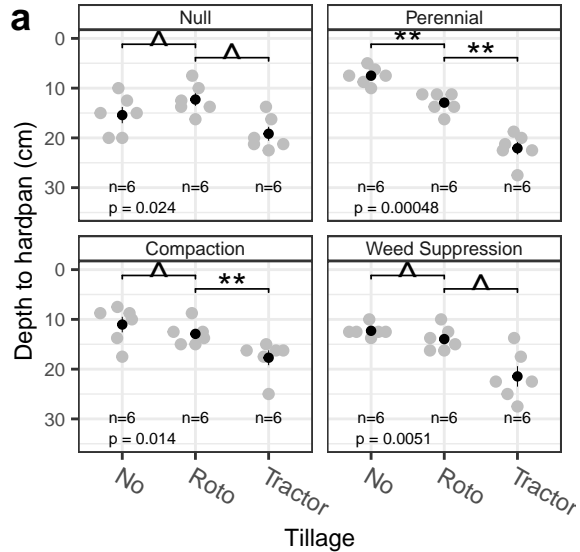 a
Null
Perennial
Depth to hardpan (cm)
0
10
20
30
^
^
n=6 n=6 n=6
p = 0.024
**
**
n=6 n=6 n=6
p = 0.00048
Compaction
Weed Suppression
0
10
20
30
^
**
n=6 n=6 n=6
p = 0.014
^
^
n=6 n=6 n=6
p = 0.0051
No Roto Tractor
No Roto Tractor
Tillage